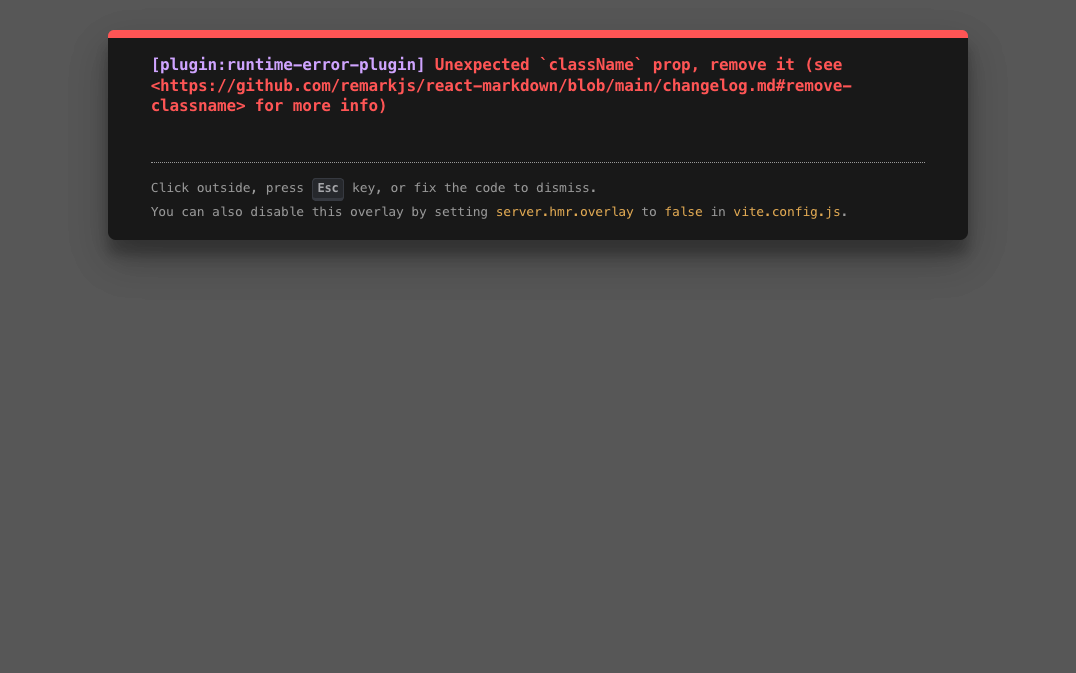 [plugin:runtime-error-plugin] Unexpected `className` prop, remove it (see
<https://github.com/remarkjs/react-markdown/blob/main/changelog.md#remove-
classname> for more info)
Click outside, press Esc key, or fix the code to dismiss.
You can also disable this overlay by setting server.hmr.overlay to false in vite.config.js.